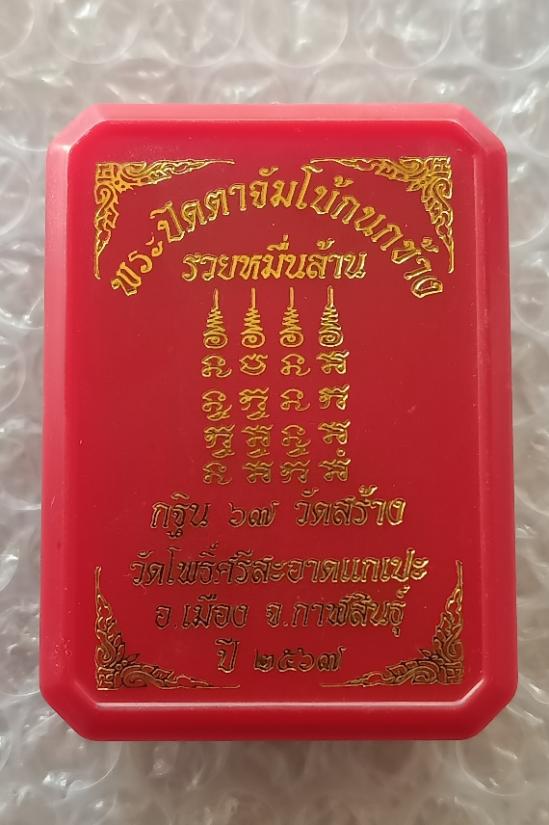 พระปิดตาจัมโบ้กนกข้าง
รวยหมื่นล้าน
กฐิน ๖๗ วัดสร้าง
วัดโพธิ์ศรีสะอาดแกเปะ
อ.เมือง จ.กาฬสินธุ์
ปี ๒๕๖๗